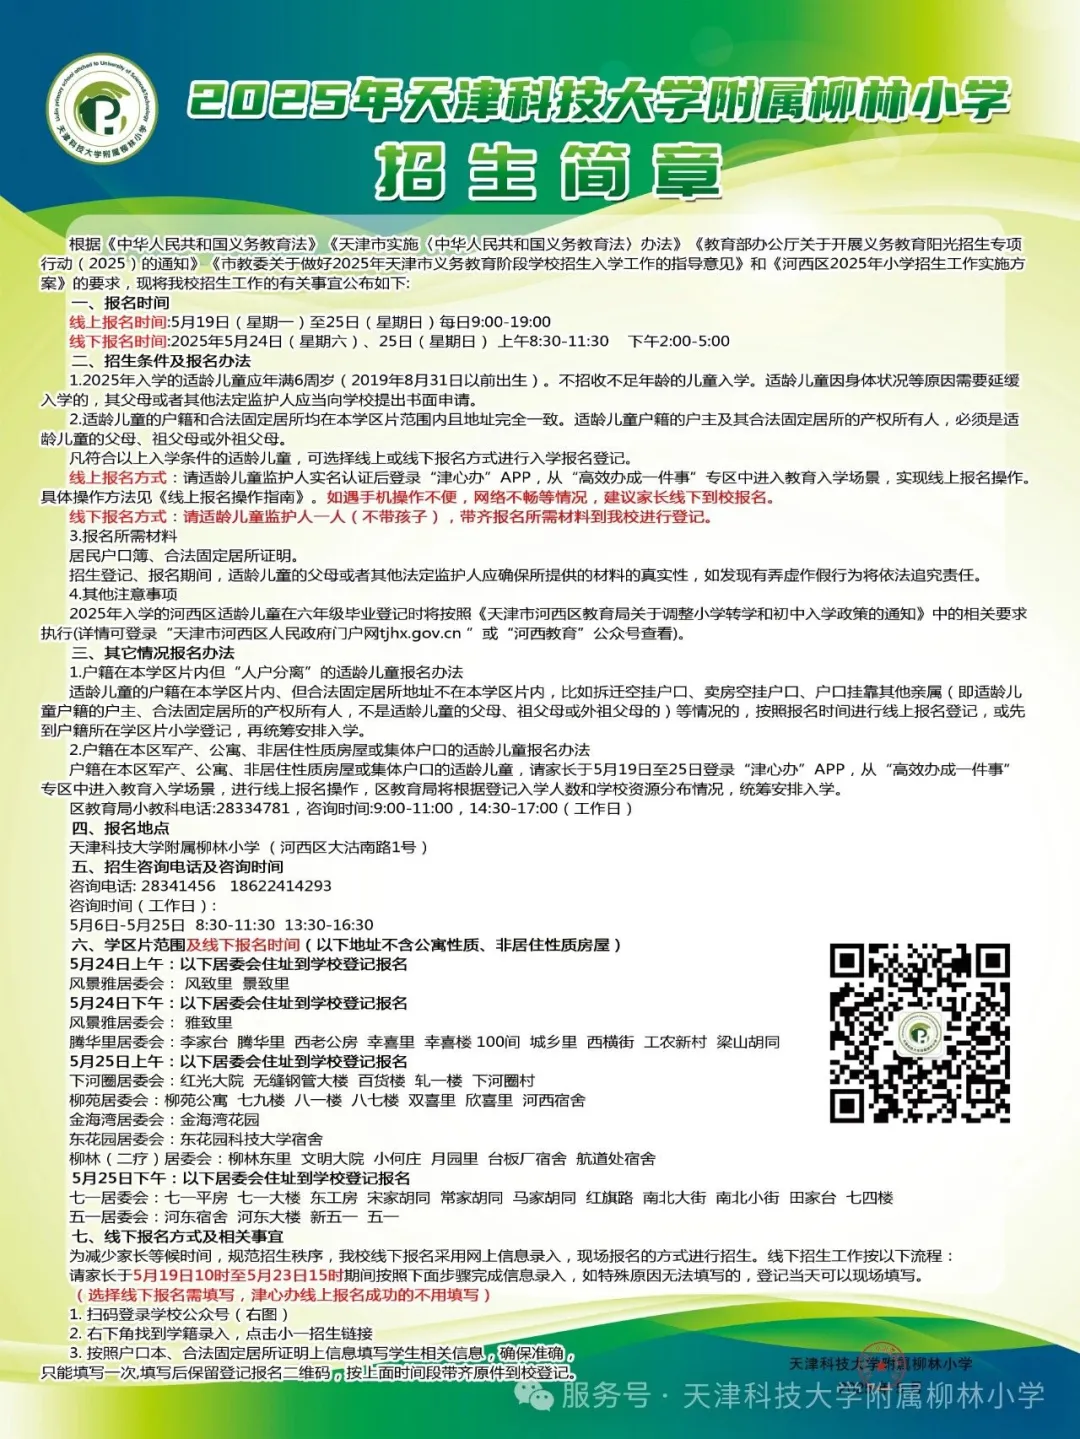 2025年天津科技大学附属柳林小学
招生简章
天津科技大学附属柳林小学
根据《中华人民共和国义务教育法》《天津市实施〈中华人民共和国义务教育法〉办法》《教育部办公厅关于开展义务教育阳光招生专项
行动（2025）的通知》《市教委关于做好2025年天津市义务教育阶段学校招生入学工作的指导意见》和《河西区2025年小学招生工作实施方
案》的要求，现将我校招生工作的有关事宜公布如下:
一、报名时间
线上报名时间:5月19日（星期一）至25日（星期日）每日9:00-19:00
线下报名时间:2025年5月24日（星期六）、25日（星期日） 上午8:30-11:30 下午2:00-5:00
二、招生条件及报名办法
1.2025年入学的适龄儿童应年满6周岁（2019年8月31日以前出生）。不招收不足年龄的儿童入学。适龄儿童因身体状况等原因需要延缓
入学的，其父母或者其他法定监护人应当向学校提出书面申请。
2.适龄儿童的户籍和合法固定居所均在本学区片范围内且地址完全一致。适龄儿童户籍的户主及其合法固定居所的产权所有人，必须是适
龄儿童的父母、祖父母或外祖父母。
凡符合以上入学条件的适龄儿童，可选择线上或线下报名方式进行入学报名登记。
线上报名方式：请适龄儿童监护人实名认证后登录“津心办”APP，从“高效办成一件事”专区中进入教育入学场景，实现线上报名操作。
具体操作方法见《线上报名操作指南》。如遇手机操作不便，网络不畅等情况，建议家长线下到校报名。
线下报名方式：请适龄儿童监护人一人（不带孩子），带齐报名所需材料到我校进行登记。
3.报名所需材料
居民户口簿、合法固定居所证明。
招生登记、报名期间，适龄儿童的父母或者其他法定监护人应确保所提供的材料的真实性，如发现有弄虚作假行为将依法追究责任。
4.其他注意事项
2025年入学的河西区适龄儿童在六年级毕业登记时将按照《天津市河西区教育局关于调整小学转学和初中入学政策的通知》中的相关要求
执行(详情可登录“天津市河西区人民政府门户网tjhx.gov.cn ”或“河西教育”公众号查看)。
三、其它情况报名办法
1.户籍在本学区片内但“人户分离”的适龄儿童报名办法
适龄儿童的户籍在本学区片内、但合法固定居所地址不在本学区片内，比如拆迁空挂户口、卖房空挂户口、户口挂靠其他亲属（即适龄儿
童户籍的户主、合法固定居所的产权所有人，不是适龄儿童的父母、祖父母或外祖父母的）等情况的，按照报名时间进行线上报名登记，或先
到户籍所在学区片小学登记，再统筹安排入学。
2.户籍在本区军产、公寓、非居住性质房屋或集体户口的适龄儿童报名办法
户籍在本区军产、公寓、非居住性质房屋或集体户口的适龄儿童，请家长于5月19日至25日登录“津心办”APP，从“高效办成一件事”
专区中进入教育入学场景，进行线上报名操作，区教育局将根据登记入学人数和学校资源分布情况，统筹安排入学。
区教育局小教科电话:28334781，咨询时间:9:00-11:00，14:30-17:00（工作日）
四、报名地点
天津科技大学附属柳林小学 （河西区大沽南路1号）
五、招生咨询电话及咨询时间
咨询电话: 28341456 18622414293
咨询时间（工作日）:
5月6日-5月25日 8:30-11:30 13:30-16:30
六、学区片范围及线下报名时间（以下地址不含公寓性质、非居住性质房屋）
5月24日上午：以下居委会住址到学校登记报名
风景雅居委会： 风致里 景致里
5月24日下午：以下居委会住址到学校登记报名
风景雅居委会： 雅致里
腾华里居委会：李家台 腾华里 西老公房 幸喜里 幸喜楼 100间 城乡里 西横街 工农新村 梁山胡同
5月25日上午：以下居委会住址到学校登记报名
下河圈居委会：红光大院 无缝钢管大楼 百货楼 轧一楼 下河圈村
柳苑居委会：柳苑公寓 七九楼 八一楼 八七楼 双喜里 欣喜里 河西宿舍
金海湾居委会：金海湾花园
东花园居委会：东花园科技大学宿舍
柳林（二疗）居委会：柳林东里 文明大院 小何庄 月园里 台板厂宿舍 航道处宿舍
5月25日下午：以下居委会住址到学校登记报名
七一居委会：七一平房 七一大楼 东工房 宋家胡同 常家胡同 马家胡同 红旗路 南北大街 南北小街 田家台 七四楼
五一居委会：河东宿舍 河东大楼 新五一 五一
七、线下报名方式及相关事宜
为减少家长等候时间，规范招生秩序，我校线下报名采用网上信息录入，现场报名的方式进行招生。线下招生工作按以下流程：
请家长于5月19日10时至5月23日15时期间按照下面步骤完成信息录入，如特殊原因无法填写的，登记当天可以现场填写。
（选择线下报名需填写，津心办线上报名成功的不用填写）
1. 扫码登录学校公众号（右图）
2. 右下角找到学籍录入，点击小一招生链接
3. 按照户口本、合法固定居所证明上信息填写学生相关信息，确保准确，
只能填写一次,填写后保留登记报名二维码，按上面时间段带齐原件到校登记。
天津科技大学附属柳林小学
服务号 · 天津科技大学附属柳林小学